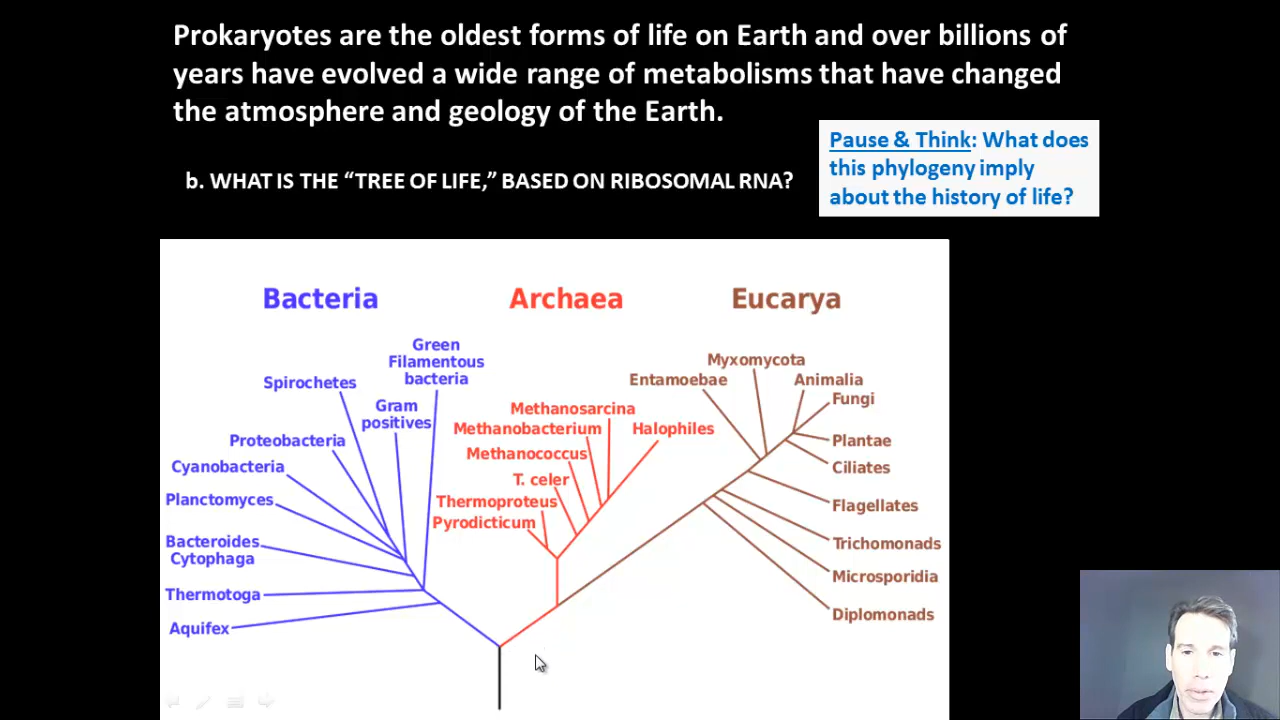 Prokaryotes are the oldest forms of life on Earth and over billions of
years have evolved a wide range of metabolisms that have changed
the atmosphere and geology of the Earth.
Pause & Think: What does
this phylogeny imply
about the history of life?
b. WHAT IS THE “TREE OF LIFE,” BASED ON RIBOSOMAL RNA?
Bacteria
Archaea
Eucarya
Green
Filamentous
bacteria
Spirochetes
Gram
positives
Proteobacteria
Cyanobacteria
Planctomyces
Bacteroides
Cytophaga
Thermotoga
Aquifex
Methanosarcina
Methanobacterium
Halophiles
Methanococcus
T. celer
Thermoproteus
Pyrodicticum
Myxomycota
Entamoebae
Animalia
Fungi
Plantae
Ciliates
Flagellates
Trichomonads
Microsporidia
Diplomonads